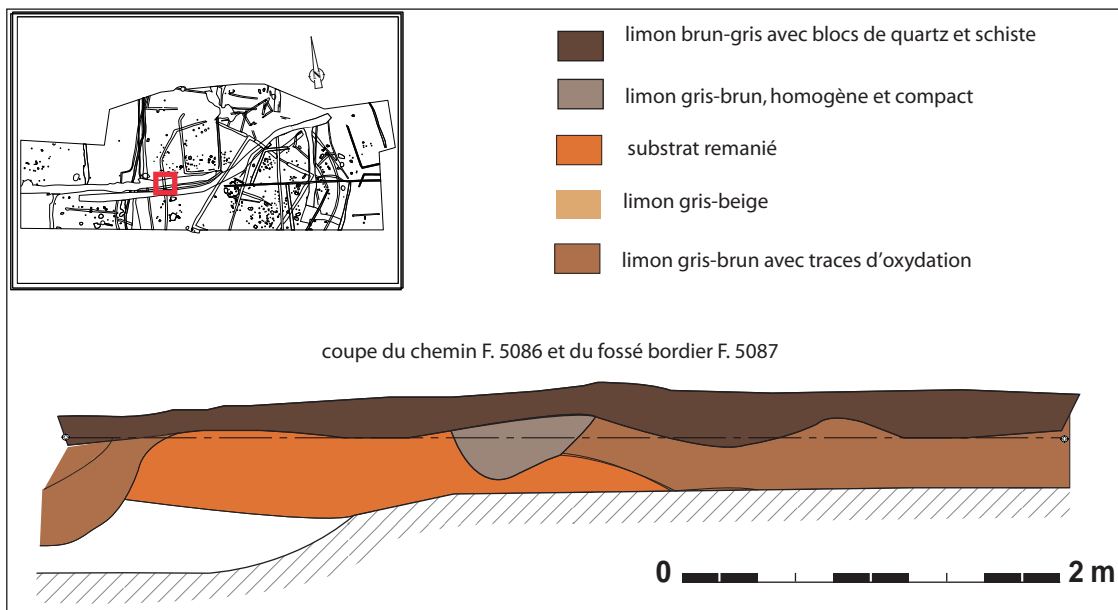 limon brun-gris avec blocs de quartz et schiste
limon gris-brun, homogène et compact
substrat remanié
limon gris-beige
limon gris-brun avec traces d'oxydation
coupe du chemin F. 5086 et du fossé bordier F. 5087
0 2 m